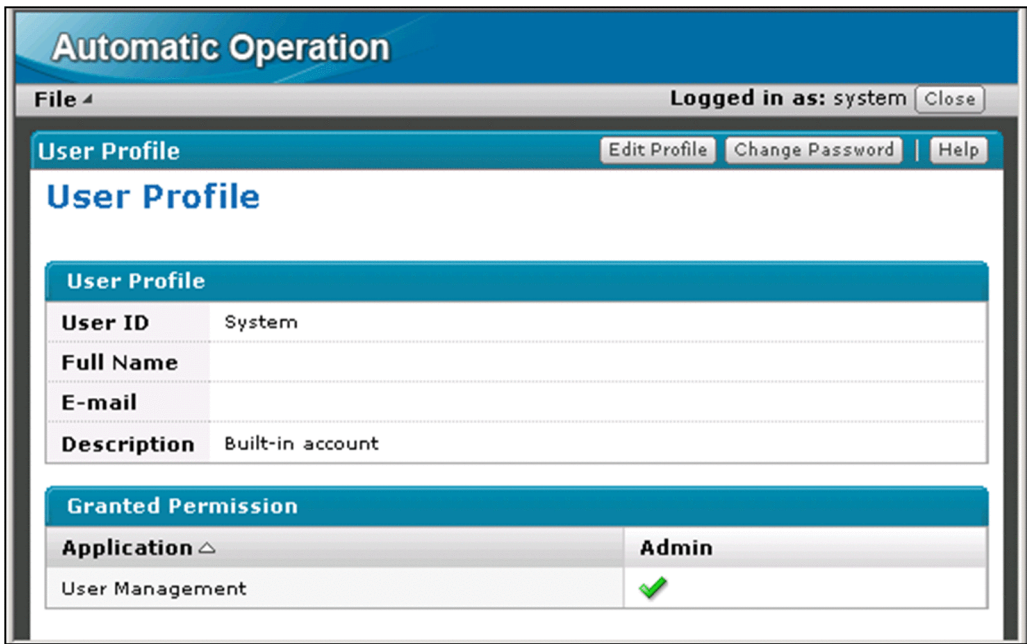 Automatic Operation
File Logged in as: system Close
User Profile Edit Profile Change Password | Help
User Profile
User Profile
User ID System
Full Name
E-mail
Description Built-in account
Granted Permission
Application Admin
User Management